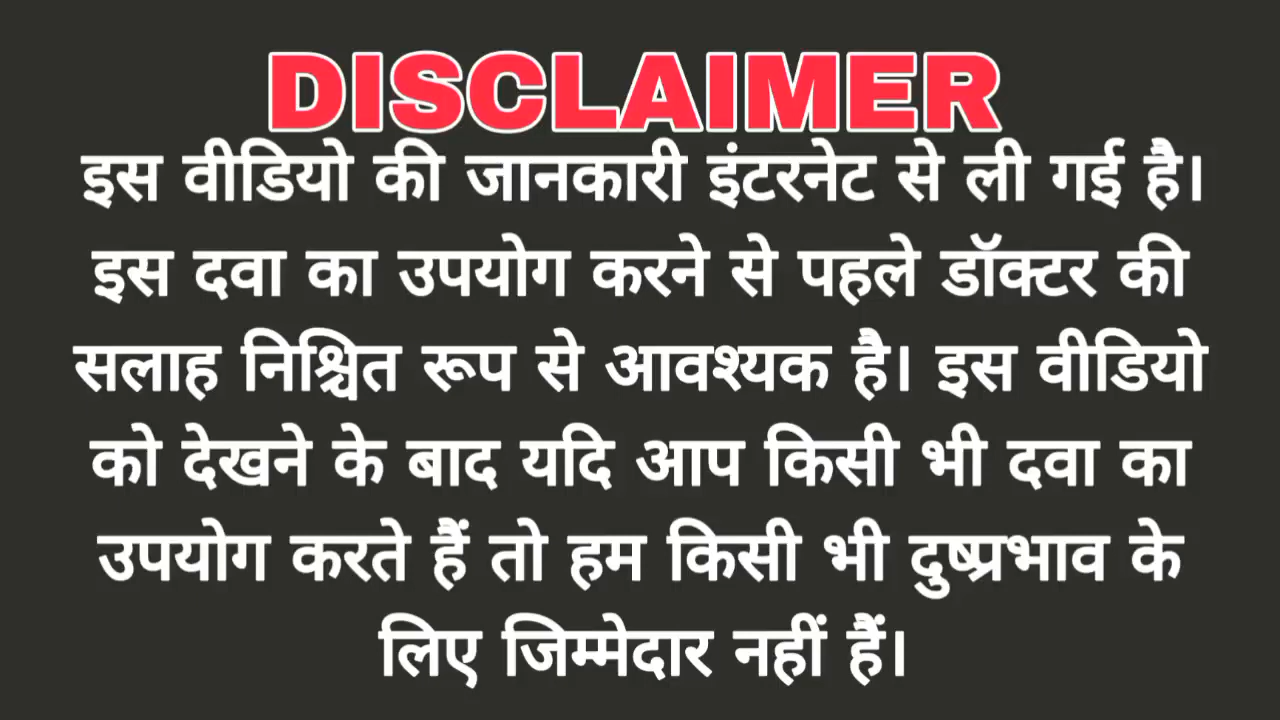 DISCLAIMER
इस वीडियो की जानकारी इंटरनेट से ली गई है।
इस दवा का उपयोग करने से पहले डॉक्टर की
सलाह निश्चित रूप से आवश्यक है। इस वीडियो
को देखने के बाद यदि आप किसी भी दवा का
उपयोग करते हैं तो हम किसी भी दुष्प्रभाव के
लिए जिम्मेदार नहीं हैं।